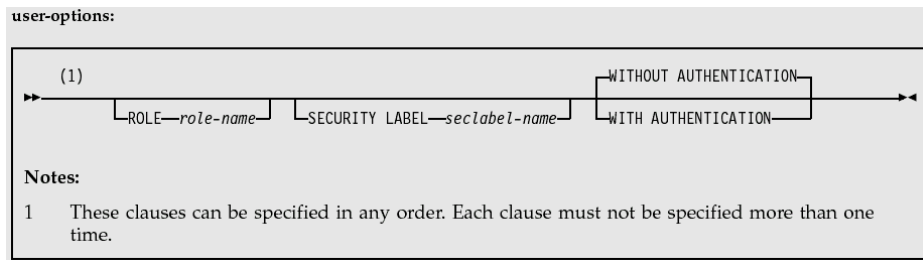 user-options:
(1)
WITHOUT AUTHENTICATION
ROLE role-name SECURITY LABEL seclabel-name WITH AUTHENTICATION
Notes:
1 These clauses can be specified in any order. Each clause must not be specified more than one
time.